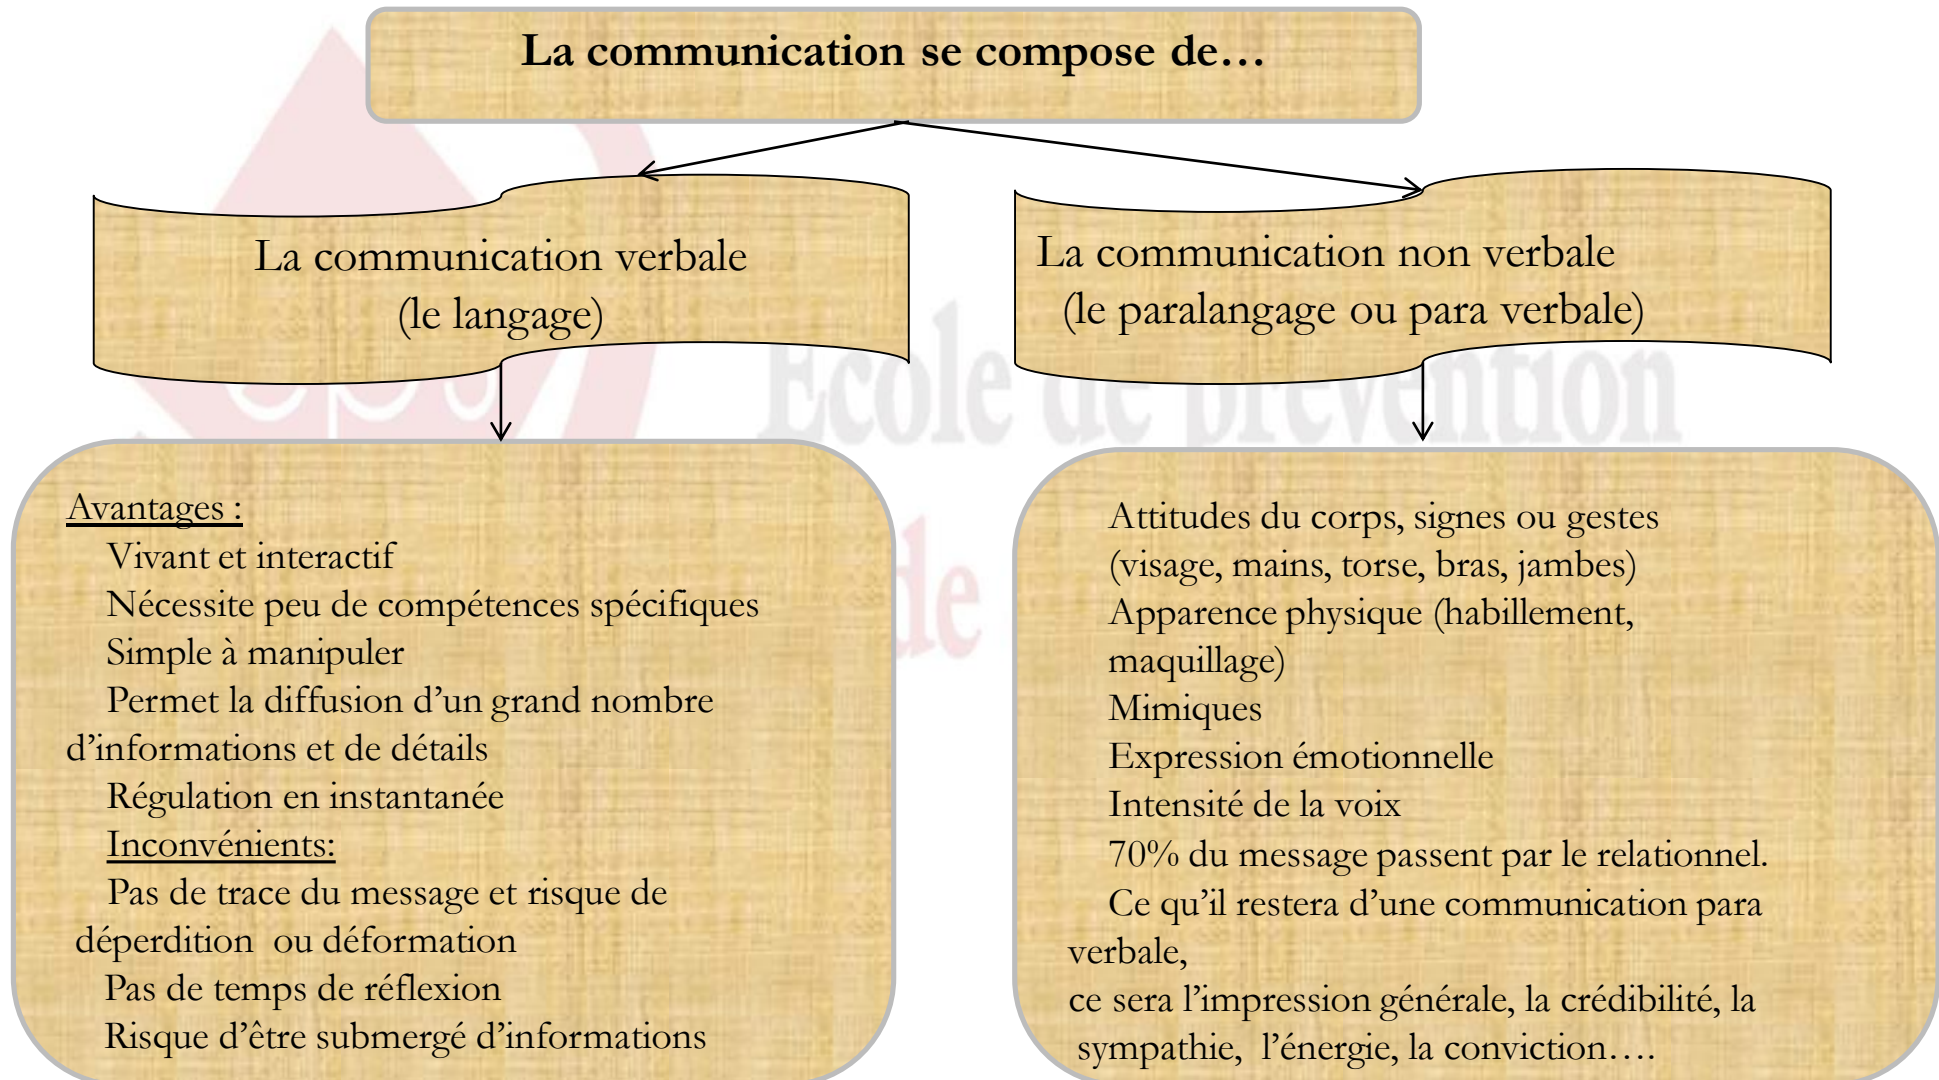 La communication se compose de…
La communication verbale
(le langage)
La communication non verbale
(le paralangage ou para verbale)
Ecole de prévention
de
Avantages :
Vivant et interactif
Nécessite peu de compétences spécifiques
Simple à manipuler
Permet la diffusion d’un grand nombre
d’informations et de détails
Régulation en instantanée
Inconvénients:
Pas de trace du message et risque de
déperdition ou déformation
Pas de temps de réflexion
Risque d’être submergé d’informations
Attitudes du corps, signes ou gestes
(visage, mains, torse, bras, jambes)
Apparence physique (habillement,
maquillage)
Mimiques
Expression émotionnelle
Intensité de la voix
70% du message passent par le relationnel.
Ce qu’il restera d’une communication para
verbale,
ce sera l’impression générale, la crédibilité, la
sympathie, l’énergie, la conviction….